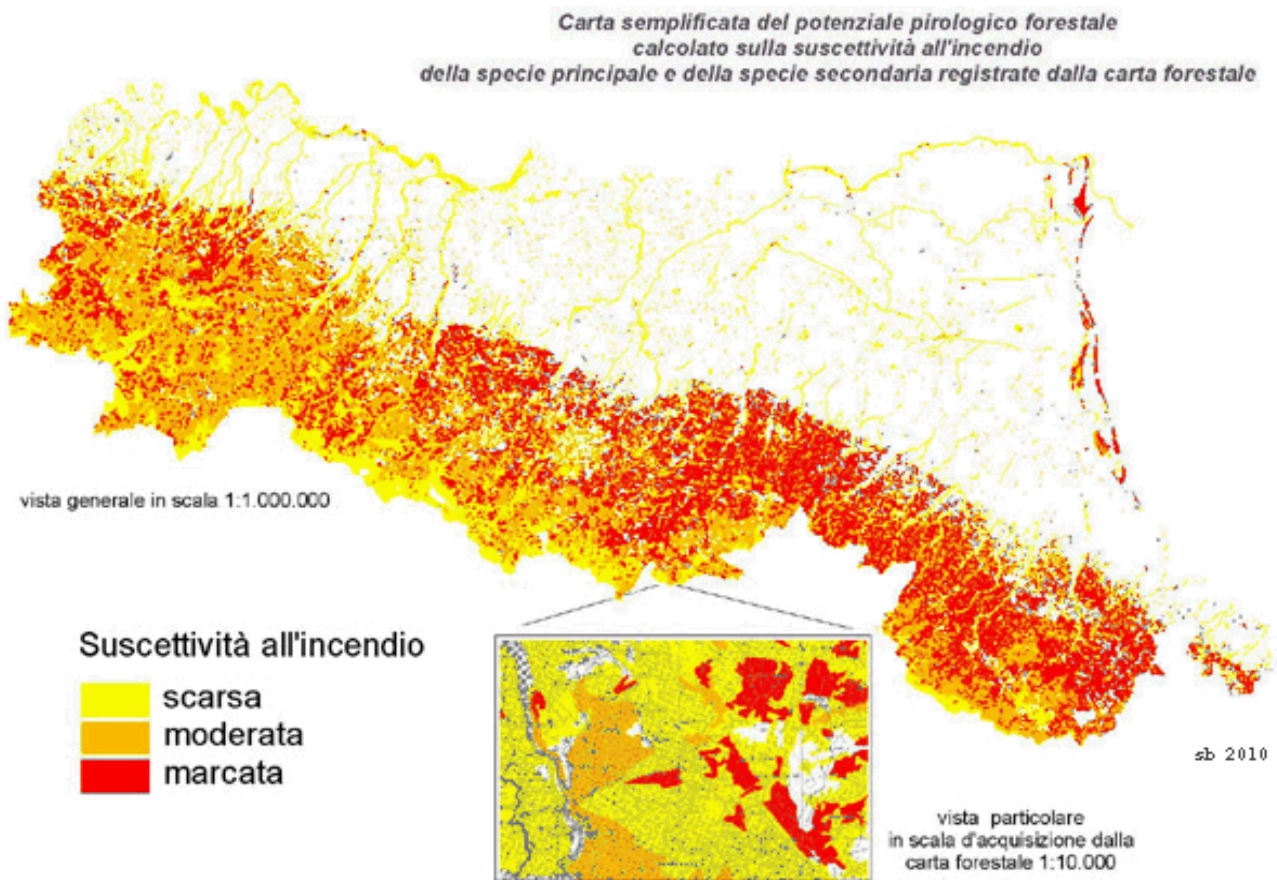 Carta semplificata del potenziale pirologico forestale
calcolato sulla suscettività all'incendio
della specie principale e della specie secondaria registrate dalla carta forestale
vista generale in scala 1:1.000.000
Suscettività all'incendio
scarsa
moderata
marcata
sb 2010
vista particolare
in scala d'acquisizione dalla
carta forestale 1:10.000